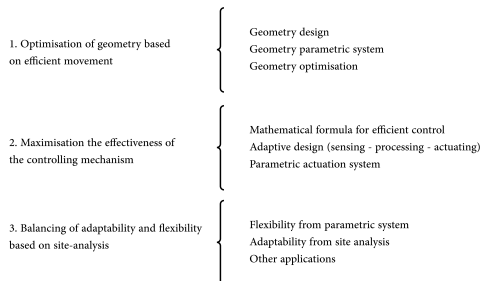 1. Optimisation of geometry based
on efficient movement
Geometry design
Geometry parametric system
Geometry optimisation
2. Maximisation the effectiveness of
the controlling mechanism
Mathematical formula for efficient control
Adaptive design (sensing - processing - actuating)
Parametric actuation system
3. Balancing of adaptability and flexibility
based on site-analysis
Flexibility from parametric system
Adaptability from site analysis
Other applications